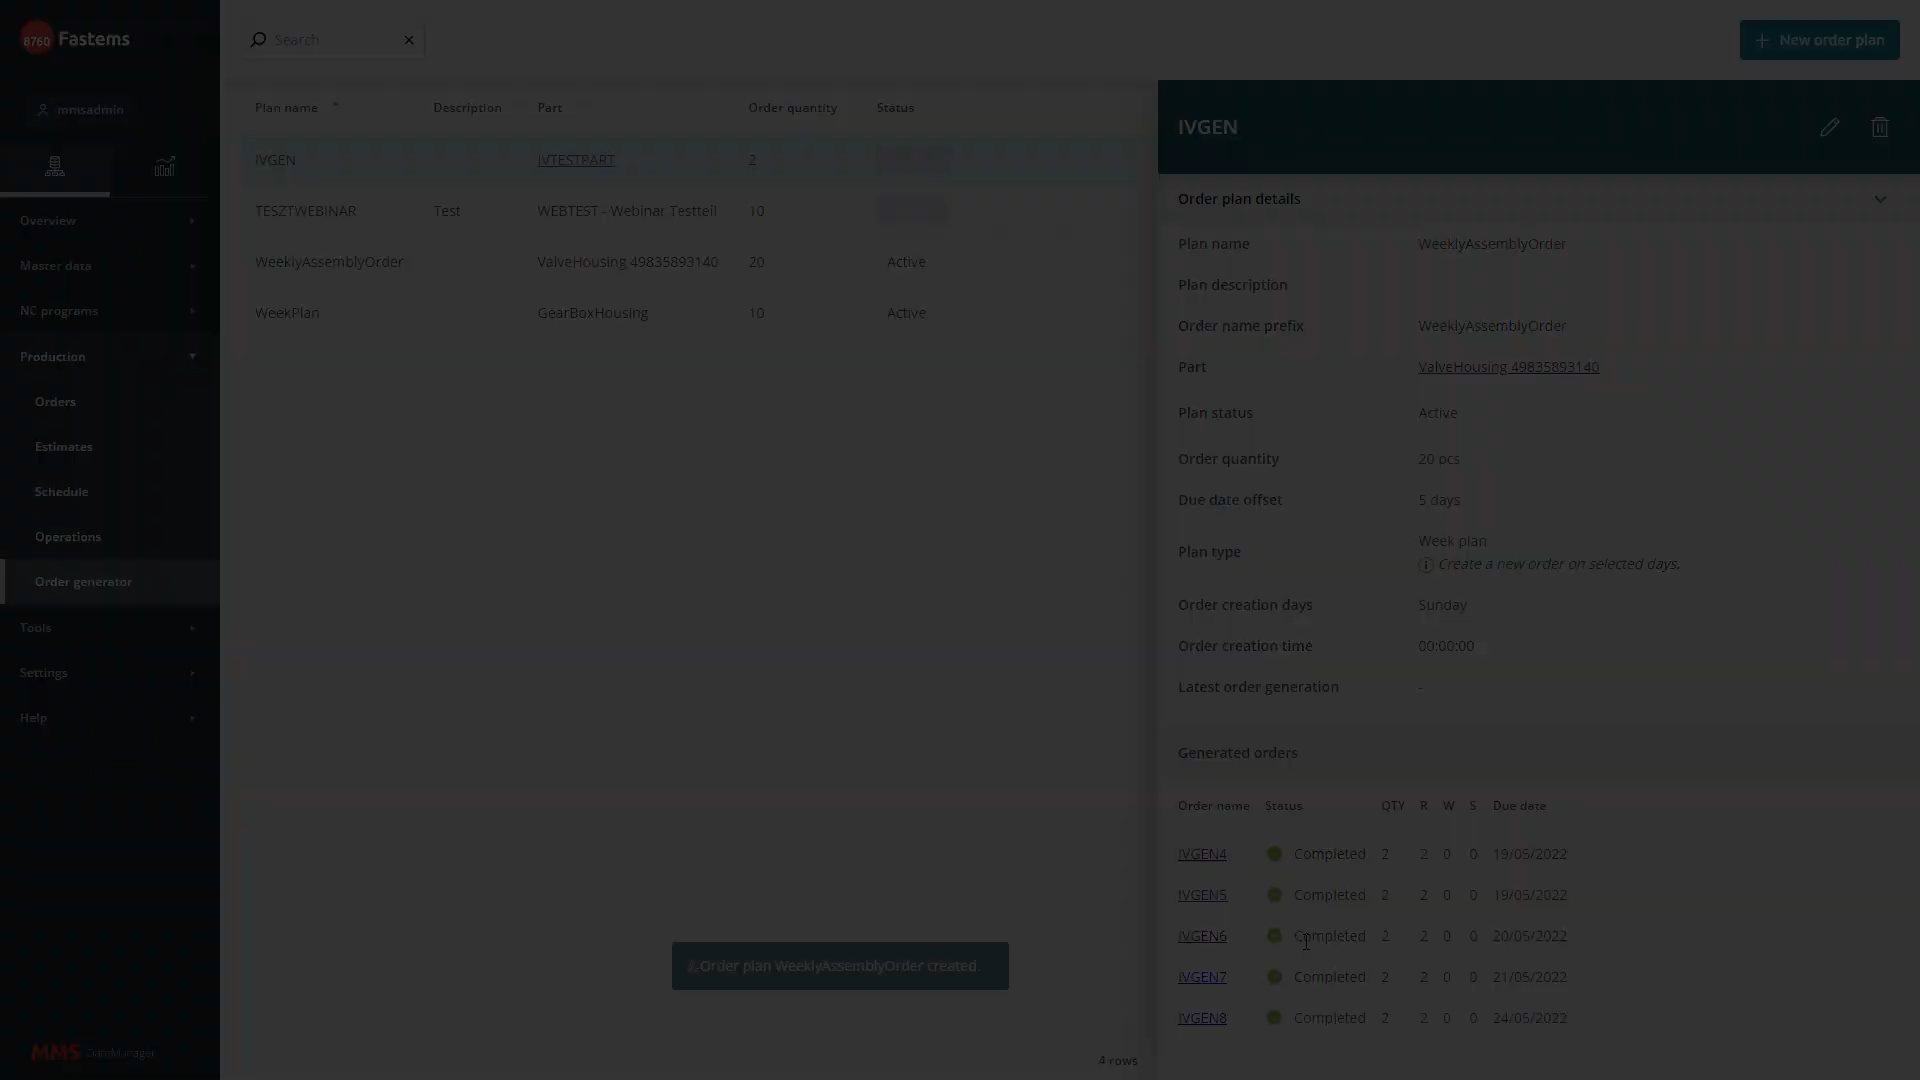 8760 Fastems
Search
New order plan
mmsadmin
Overview
Master data
NC programs
Production
Orders
Estimates
Schedule
Operations
Order generator
Tools
Settings
Help
MMS DataManager
Plan name Description Part Order quantity Status
IVGEN IVTESTPART 2
TESZTWEBINAR Test WEBTEST - Webinar Testteil 10
WeeklyAssemblyOrder ValveHousing 49835893140 20 Active
WeekPlan GearBoxHousing 10 Active
Order plan WeeklyAssemblyOrder created.
4 rows
IVGEN
Order plan details
Plan name WeeklyAssemblyOrder
Plan description
Order name prefix WeeklyAssemblyOrder
Part ValveHousing 49835893140
Plan status Active
Order quantity 20 pcs
Due date offset 5 days
Plan type Week plan
Create a new order on selected days.
Order creation days Sunday
Order creation time 00:00:00
Latest order generation -
Generated orders
Order name Status QTY R W S Due date
IVGEN4 Completed 2 2 0 0 19/05/2022
IVGEN5 Completed 2 2 0 0 19/05/2022
IVGEN6 Completed 2 2 0 0 20/05/2022
IVGEN7 Completed 2 2 0 0 21/05/2022
IVGEN8 Completed 2 2 0 0 24/05/2022